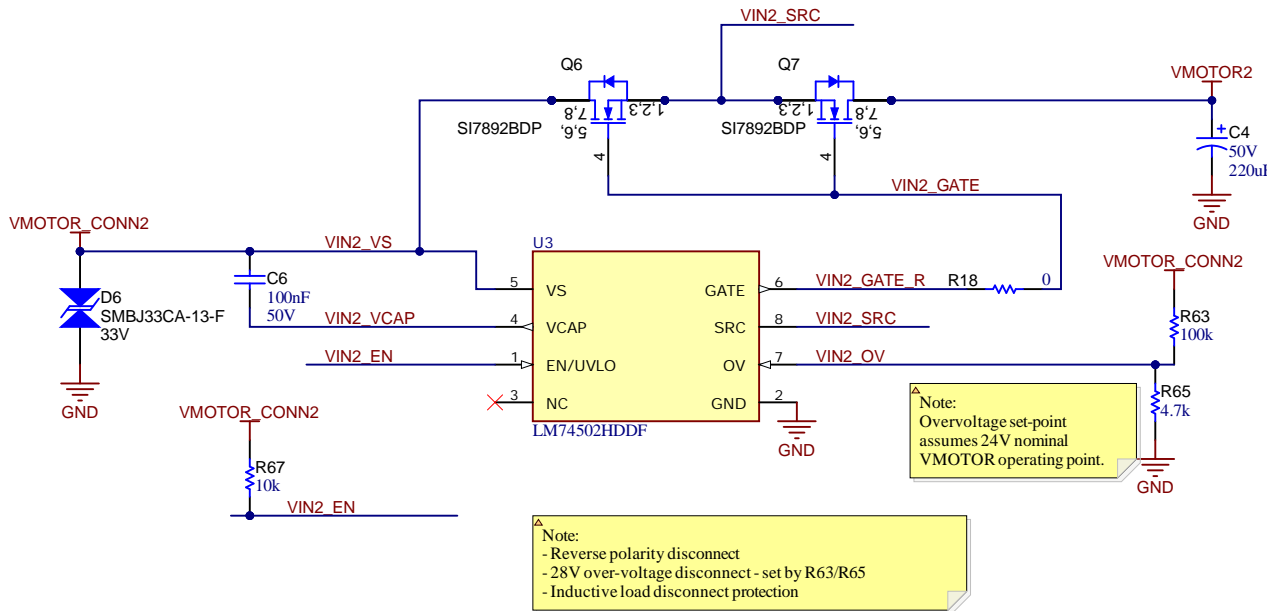 VIN2_SRC
Q6
Q7
VMOTOR2
7,8
5,6,
1,2,3
1,2,3
7,8
5,6,
SI7892BDP
SI7892BDP
4
4
+
C4
50V
220u
GND
VIN2_GATE
VMOTOR_CONN2
VIN2_VS
U3
C6
100nF
50V
D6
SMBJ33CA-13-F
33V
GND
VIN2_VCAP
VIN2_EN
5
VS
4
VCAP
1
EN/UVLO
3
NC
GATE
6
SRC
8
OV
7
GND
2
LM74502HDDF
VIN2_GATE_R
R18
0
VIN2_SRC
VIN2_OV
GND
VMOTOR_CONN2
R63
100k
R65
4.7k
GND
Note:
Overvoltage set-point
assumes 24V nominal
VMOTOR operating point.
VMOTOR_CONN2
R67
10k
VIN2_EN
Note:
- Reverse polarity disconnect
- 28V over-voltage disconnect - set by R63/R65
- Inductive load disconnect protection